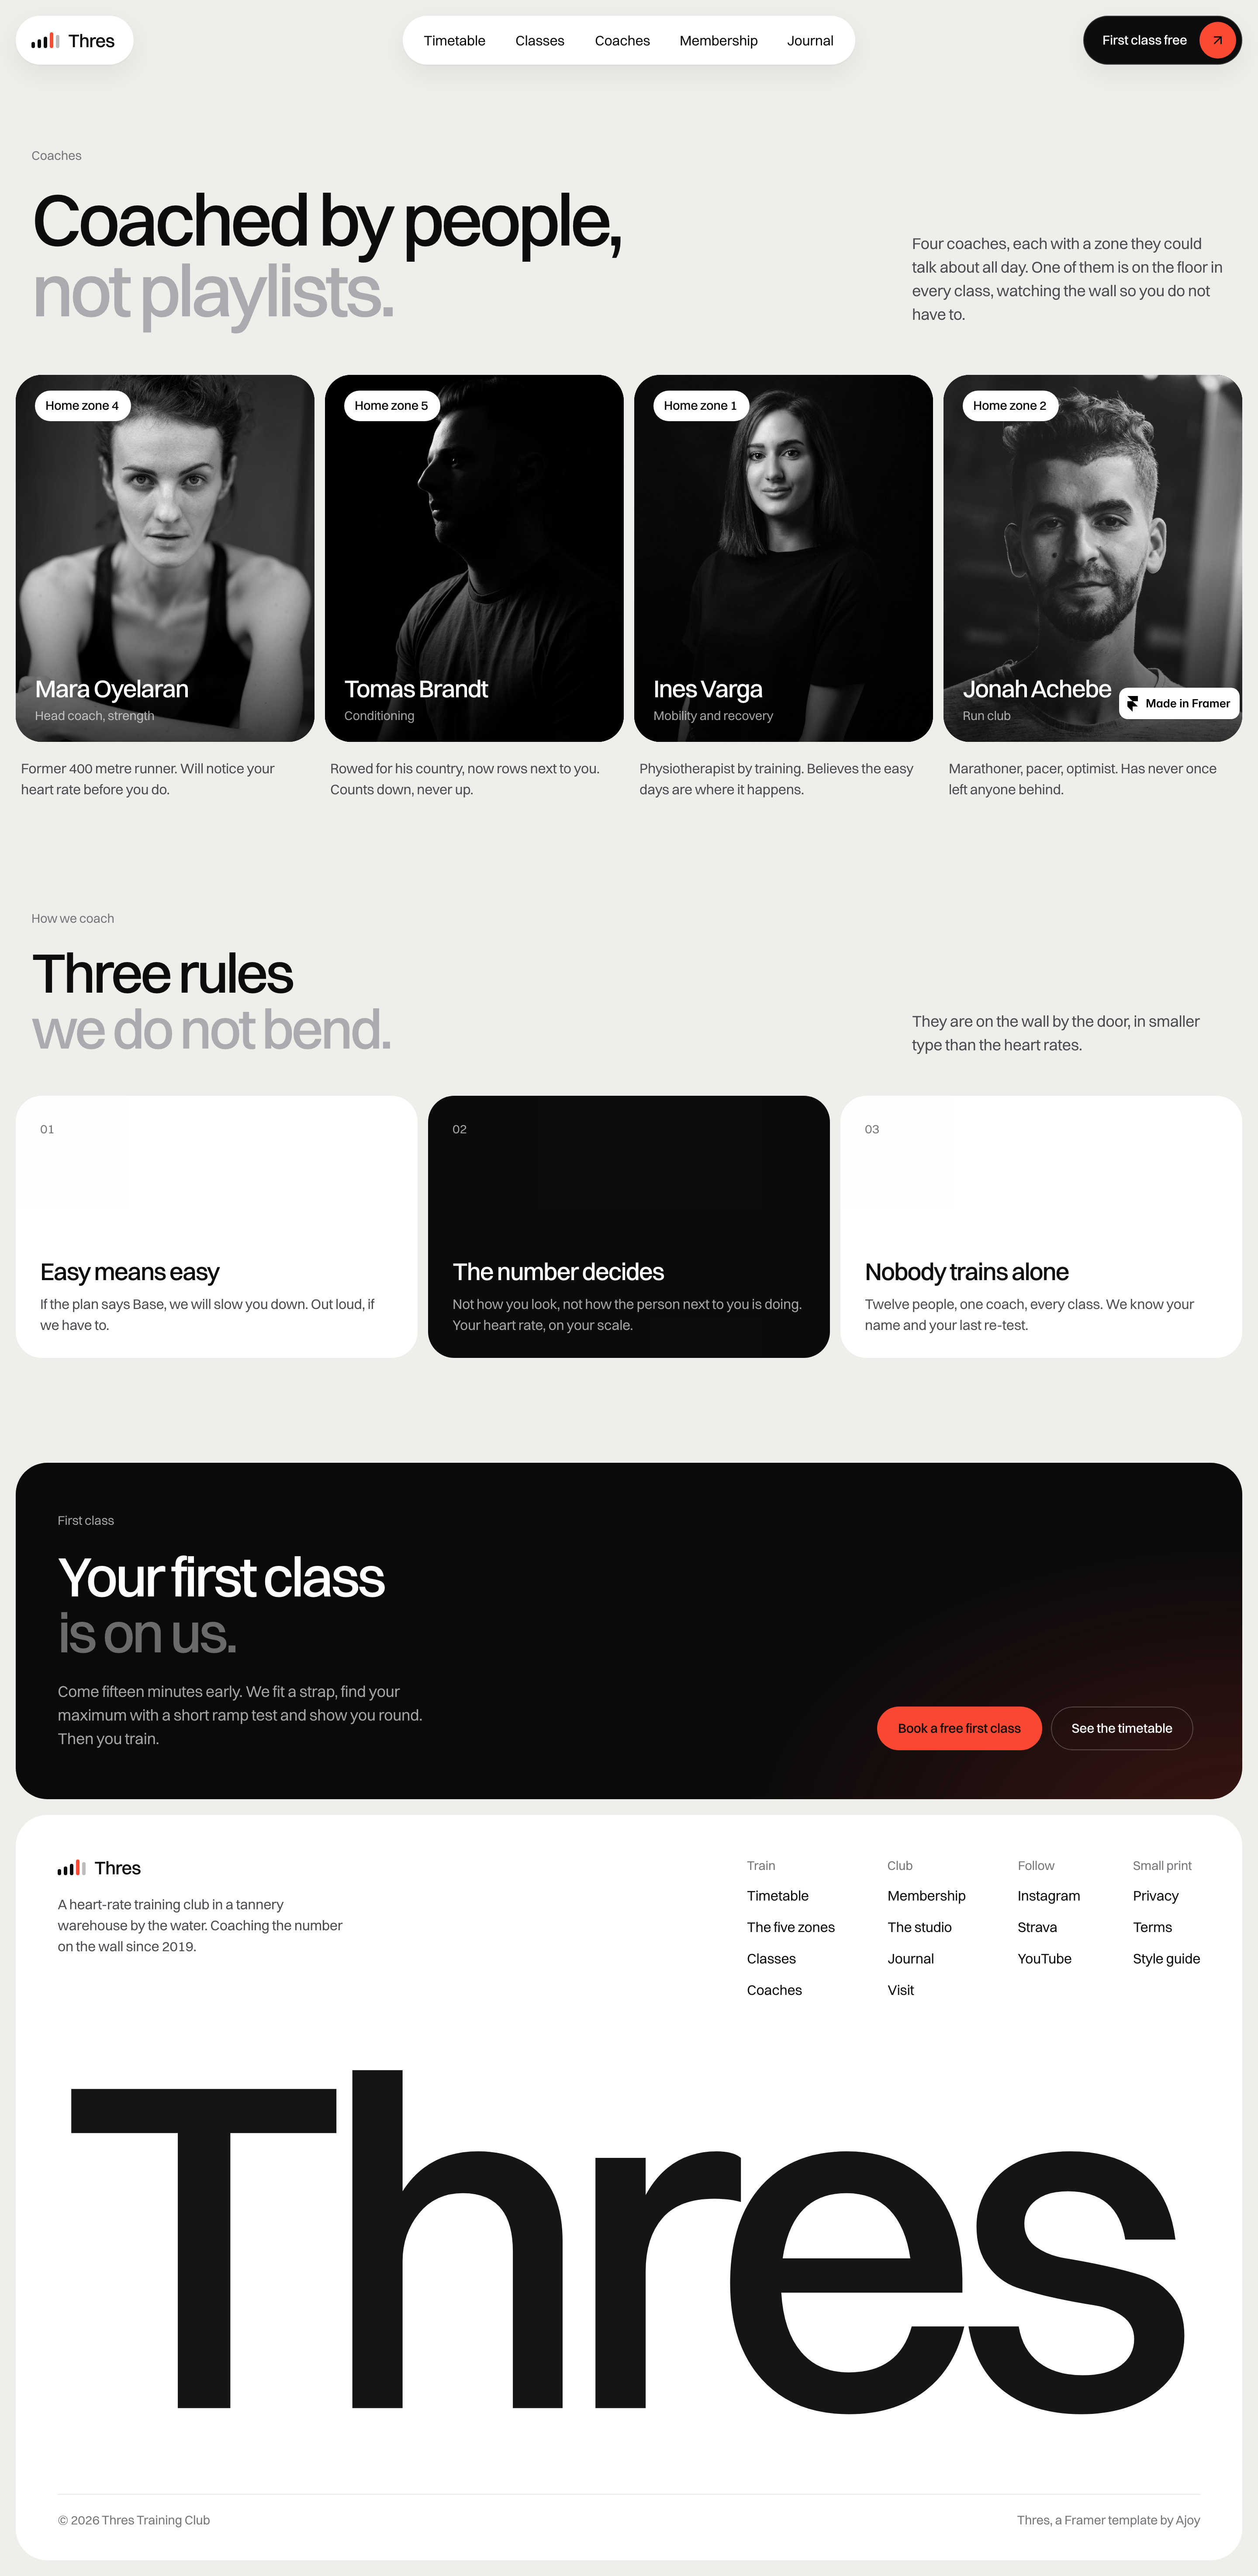 Thres
Timetable Classes Coaches Membership Journal
First class free
Coaches
Coached by people,
not playlists.
Four coaches, each with a zone they could
talk about all day. One of them is on the floor in
every class, watching the wall so you do not
have to.
Home zone 4
Mara Oyelaran
Head coach, strength
Former 400 metre runner. Will notice your
heart rate before you do.
Home zone 5
Tomas Brandt
Conditioning
Rowed for his country, now rows next to you.
Counts down, never up.
Home zone 1
Ines Varga
Mobility and recovery
Physiotherapist by training. Believes the easy
days are where it happens.
Home zone 2
Jonah Achebe
Run club
Made in Framer
Marathoner, pacer, optimist. Has never once
left anyone behind.
How we coach
Three rules
we do not bend.
They are on the wall by the door, in smaller
type than the heart rates.
01
Easy means easy
If the plan says Base, we will slow you down. Out loud, if
we have to.
02
The number decides
Not how you look, not how the person next to you is doing.
Your heart rate, on your scale.
03
Nobody trains alone
Twelve people, one coach, every class. We know your
name and your last re-test.
First class
Your first class
is on us.
Come fifteen minutes early. We fit a strap, find your
maximum with a short ramp test and show you round.
Then you train.
Book a free first class
See the timetable
Thres
A heart-rate training club in a tannery
warehouse by the water. Coaching the number
on the wall since 2019.
Train
Timetable
The five zones
Classes
Coaches
Club
Membership
The studio
Journal
Visit
Follow
Instagram
Strava
YouTube
Small print
Privacy
Terms
Style guide
Thres
© 2026 Thres Training Club
Thres, a Framer template by Ajoy